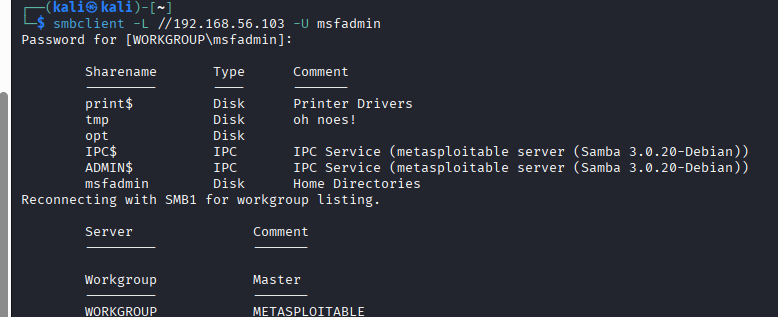 ┌──(kali㉿kali)-[~]
└─$ smbclient -L //192.168.56.103 -U msfadmin
Password for [WORKGROUP\msfadmin]:
Sharename       Type      Comment
---------       ----      -------
print$          Disk      Printer Drivers
tmp             Disk      oh noes!
opt             Disk
IPC$            IPC       IPC Service (metasploitable server (Samba 3.0.20-Debian))
ADMIN$          IPC       IPC Service (metasploitable server (Samba 3.0.20-Debian))
msfadmin        Disk      Home Directories
Reconnecting with SMB1 for workgroup listing.
Server               Comment
---------            -------
Workgroup            Master
---------            -------
WORKGROUP            METASPLOITABLE